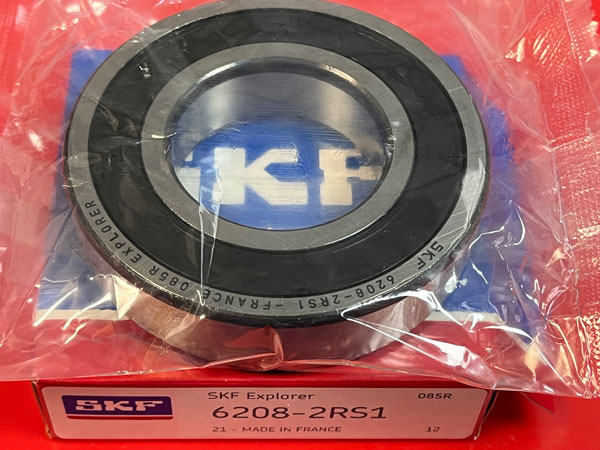 SKF
SKF 6208-2RS1 -FRANCE 085R EXPLORER
SKF Explorer 085R
SKF 6208-2RS1
21 - MADE IN FRANCE 12